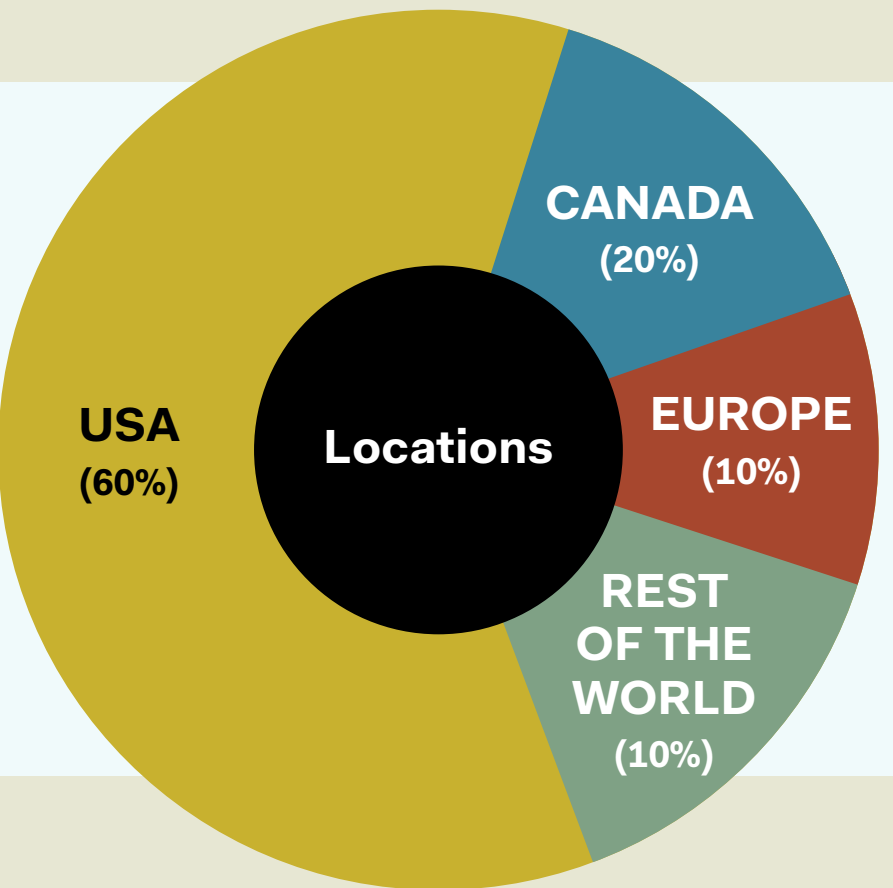 CANADA
(20%)
EUROPE
(10%)
USA
(60%)
Locations
REST
OF THE
WORLD
(10%)